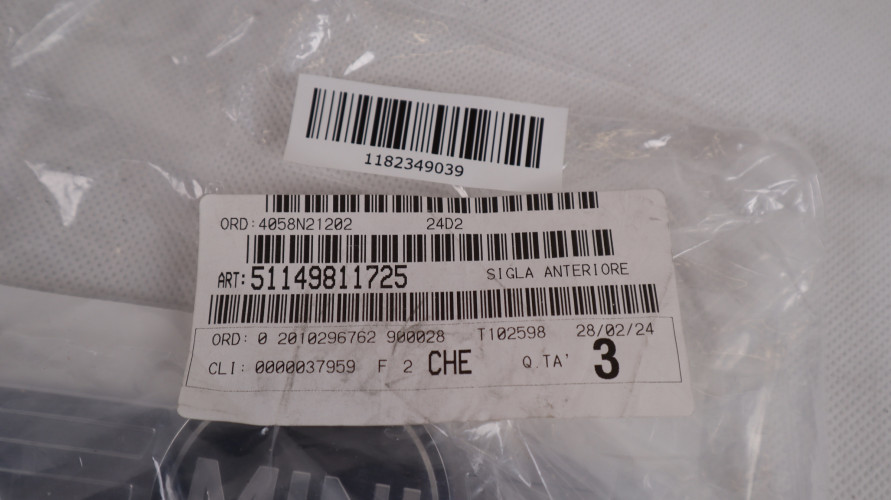 1182349039
ORD:4058N21202 24D2
ART:51149811725 SIGLA ANTERIORE
ORD: 0 2010296762 900028 T102598 28/02/24
CLI: 0000037959 F 2 CHE Q.TA' 3
MINI